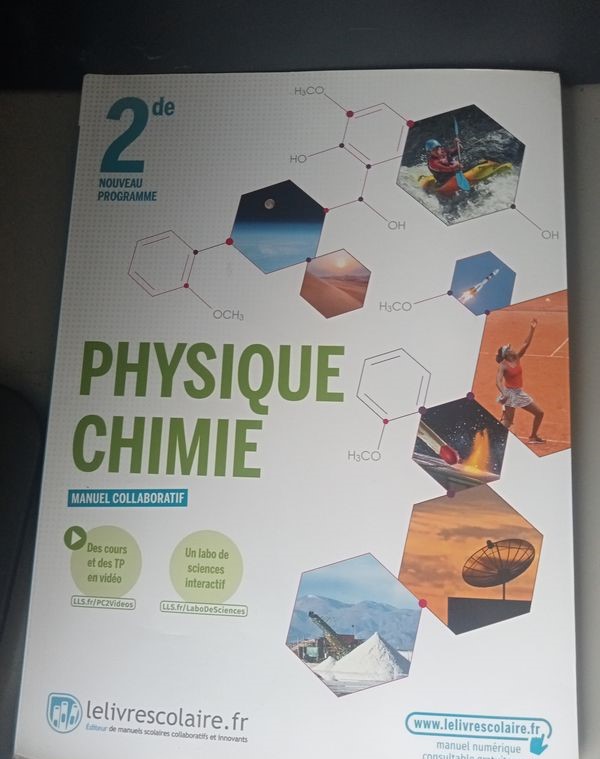 2de
NOUVEAU
PROGRAMME
H₃CO
HO
OH
OH
OCH₃
H₃CO
PHYSIQUE
CHIMIE
H₃CO
MANUEL COLLABORATIF
Des cours
et des TP
en vidéo
LLS.fr/PC2Videos
Un labo de
sciences
interactif
LLS.fr/LaboDeSciences
lelivrescolaire.fr
Éditeur de manuels scolaires collaboratifs et innovants
www.lelivrescolaire.fr
manuel numérique